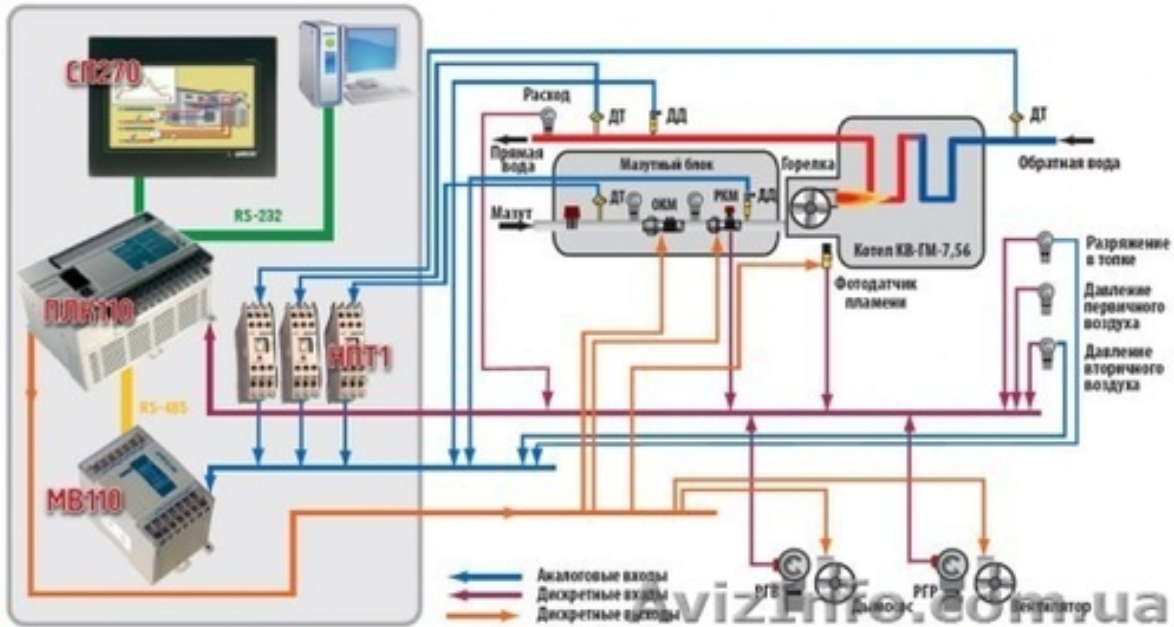 СП270
RS-232
ПЛК110
НПТ1
RS-485
МВ110
Расход
ДТ
ДД
ДТ
Прямая
вода
Обратная вода
Мазутный блок
Горелка
ДТ
ОКМ
РКМ
ДД
Мазут
Котел КВ-ГМ-7,56
Фотодатчик
пламени
Разряжение
в топке
Давление
первичного
воздуха
Давление
вторичного
воздуха
Аналоговые входы
Дискретные входы
Дискретные выходы
РГВ
Дымосос
РГР
Вентилятор
AvizInfo.com.ua